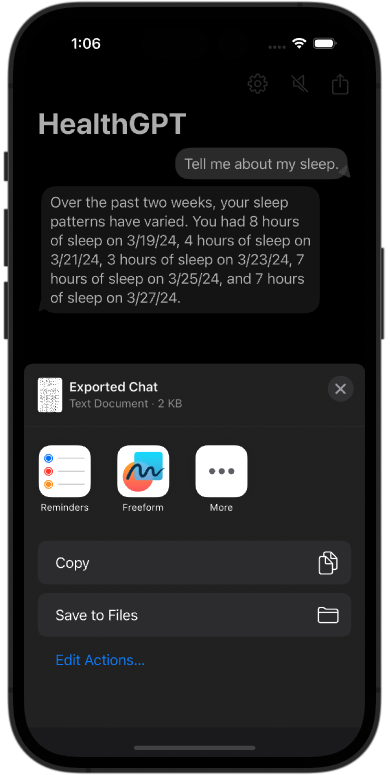 1:06
HealthGPT
Tell me about my sleep.
Over the past two weeks, your sleep
patterns have varied. You had 8 hours
of sleep on 3/19/24, 4 hours of sleep on
3/21/24, 3 hours of sleep on 3/23/24, 7
hours of sleep on 3/25/24, and 7 hours
of sleep on 3/27/24.
Exported Chat
Text Document · 2 KB
Reminders
Freeform
More
Copy
Save to Files
Edit Actions...